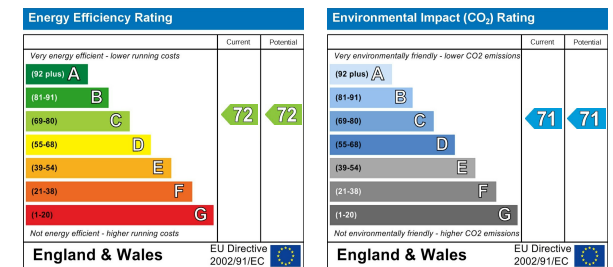 Energy Efficiency Rating
Current Potential
Very energy efficient - lower running costs
(92 plus) A
(81-91) B
(69-80) C
72 72
(55-68) D
(39-54) E
(21-38) F
(1-20) G
Not energy efficient - higher running costs
England & Wales
EU Directive
2002/91/EC
Environmental Impact (CO2) Rating
Current Potential
Very environmentally friendly - lower CO2 emissions
(92 plus) A
(81-91) B
(69-80) C
71 71
(55-68) D
(39-54) E
(21-38) F
(1-20) G
Not environmentally friendly - higher CO2 emissions
England & Wales
EU Directive
2002/91/EC